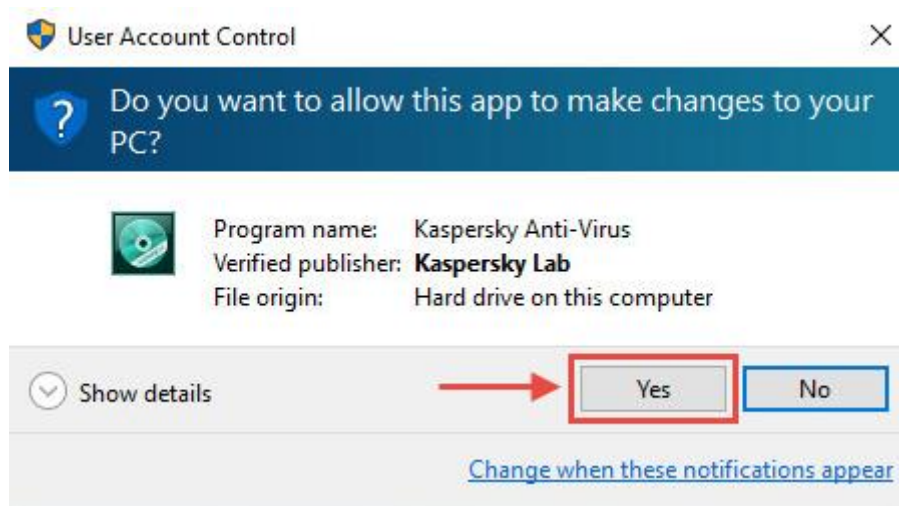 User Account Control
Do you want to allow this app to make changes to your
PC?
Program name: Kaspersky Anti-Virus
Verified publisher: Kaspersky Lab
File origin: Hard drive on this computer
Show details Yes No
Change when these notifications appear